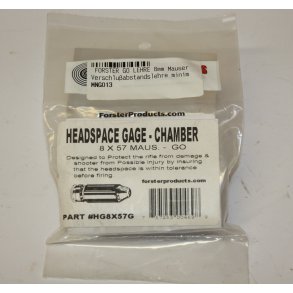 FORSTER GO LEHRE 8mm Mauser
Verschlußabstandslehre minim
MNG013
S
ForsterProducts.com
HEADSPACE GAGE - CHAMBER
8 X 57 MAUS. - GO
Designed to Protect the rifle from damage &
shooter from Possible injury by insuring
that the headspace is within tolerance
before firing.
forsterproducts.com
PART #HG8X57G